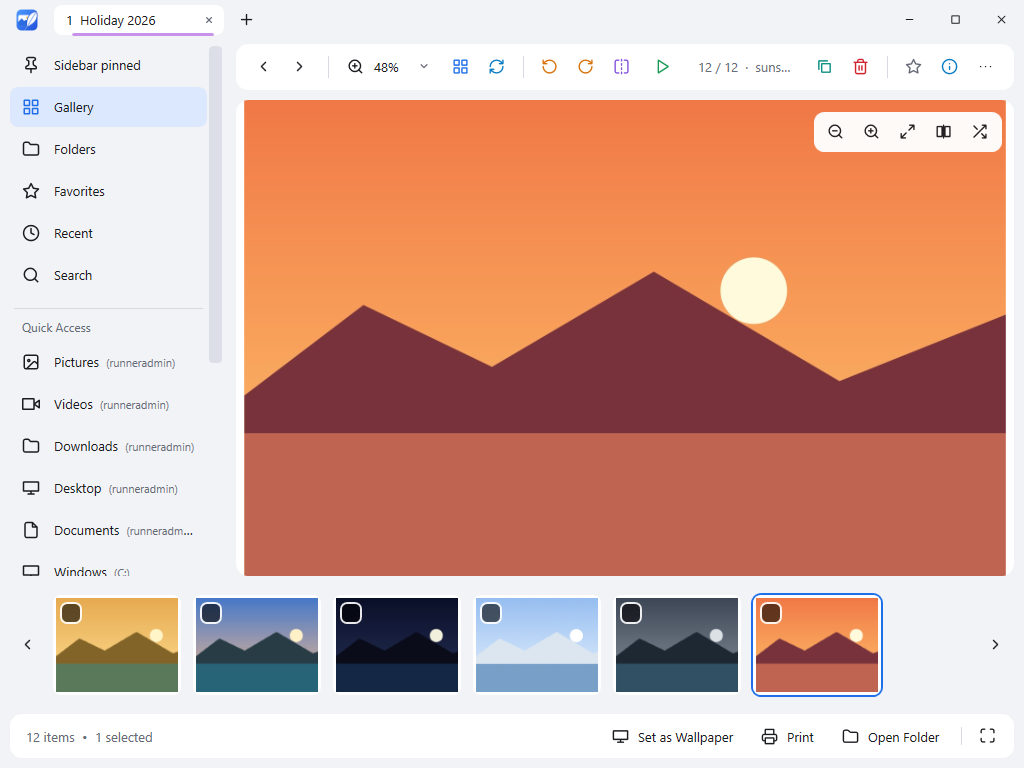 1 Holiday 2026
Sidebar pinned
Gallery
Folders
Favorites
Recent
Search
Quick Access
Pictures (runneradmin)
Videos (runneradmin)
Downloads (runneradmin)
Desktop (runneradmin)
Documents (runneradm...
Windows (C:)
48%
12 / 12 · suns...
12 items • 1 selected
Set as Wallpaper
Print
Open Folder